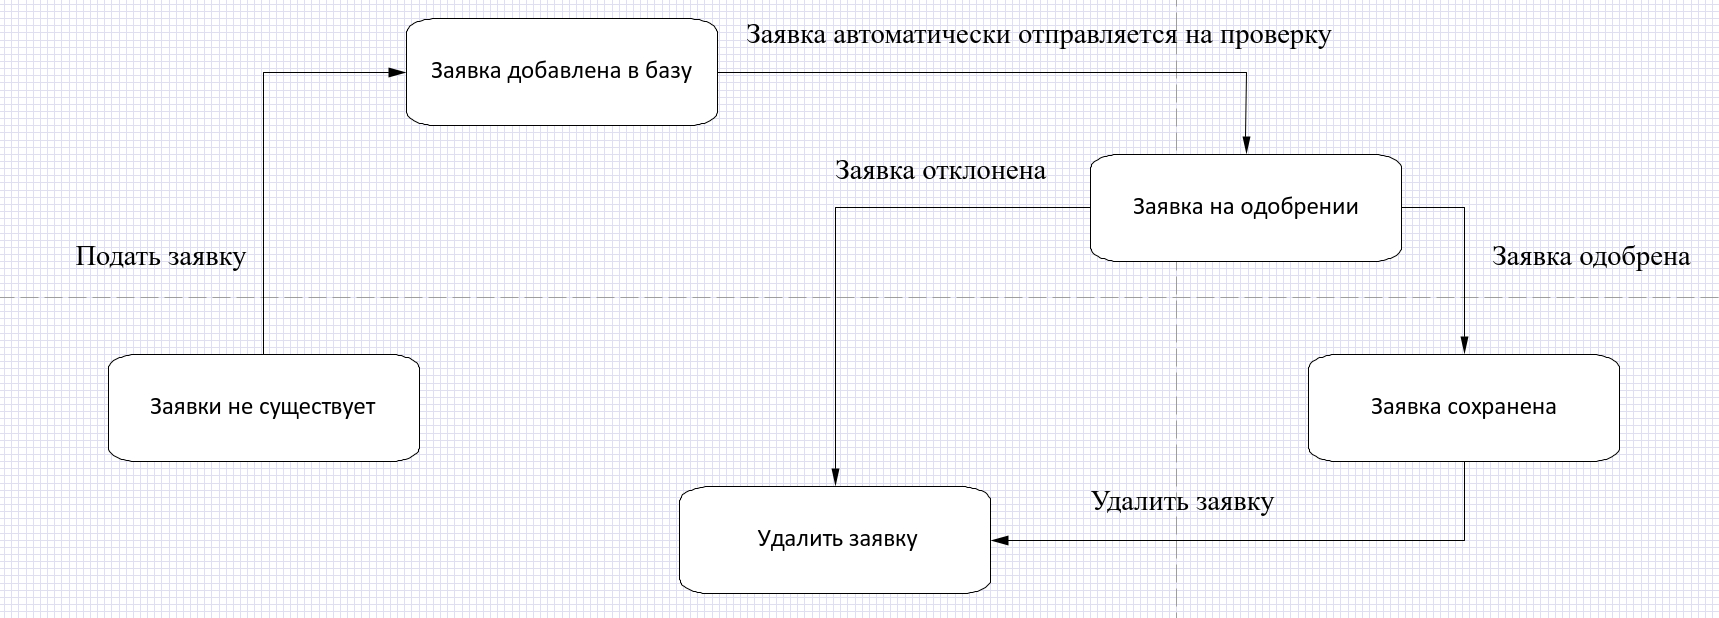 Заявка автоматически отправляется на проверку
Заявка добавлена в базу
Заявка отклонена
Заявка на одобрении
Подать заявку
Заявка одобрена
Заявки не существует
Заявка сохранена
Удалить заявку
Удалить заявку